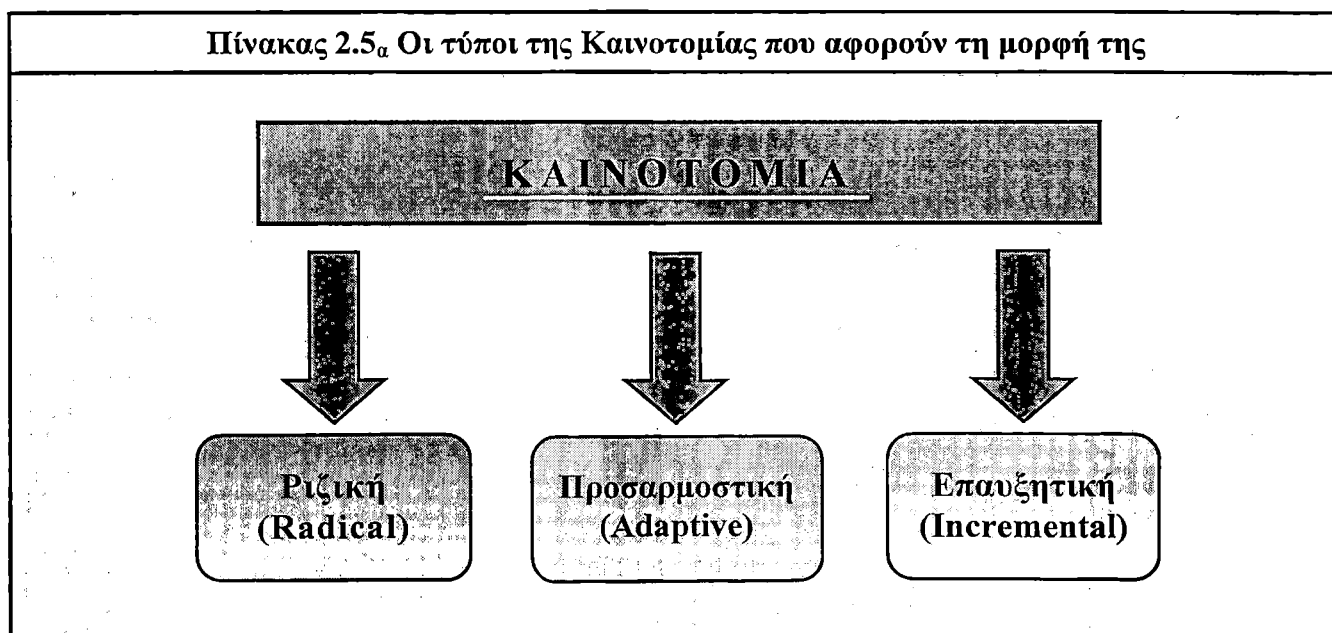 Πίνακας 2.5α Οι τύποι της Καινοτομίας που αφορούν τη μορφή της
ΚΑΙΝΟΤΟΜΙΑ
Ριζική
(Radical)
Προσαρμοστική
(Adaptive)
Επαυξητική
(Incremental)